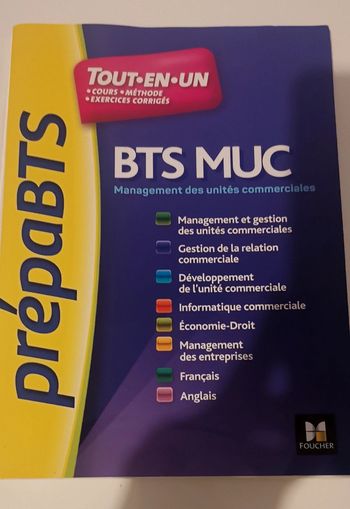 TOUT•EN•UN
• COURS • MÉTHODE
• EXERCICES CORRIGÉS
prépaBTS
BTS MUC
Management des unités commerciales
Management et gestion
des unités commerciales
Gestion de la relation
commerciale
Développement
de l'unité commerciale
Informatique commerciale
Économie-Droit
Management
des entreprises
Français
Anglais
FOUCHER